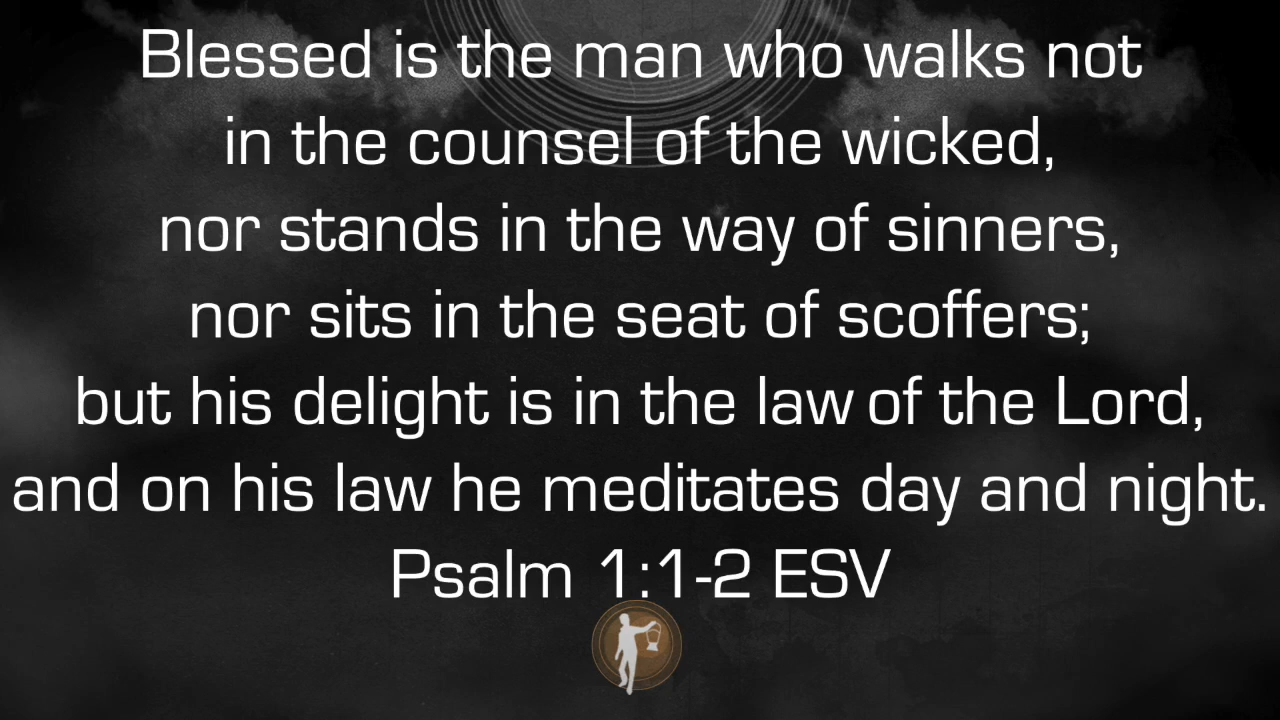 Blessed is the man who walks not
in the counsel of the wicked,
nor stands in the way of sinners,
nor sits in the seat of scoffers;
but his delight is in the law of the Lord,
and on his law he meditates day and night.
Psalm 1:1-2 ESV